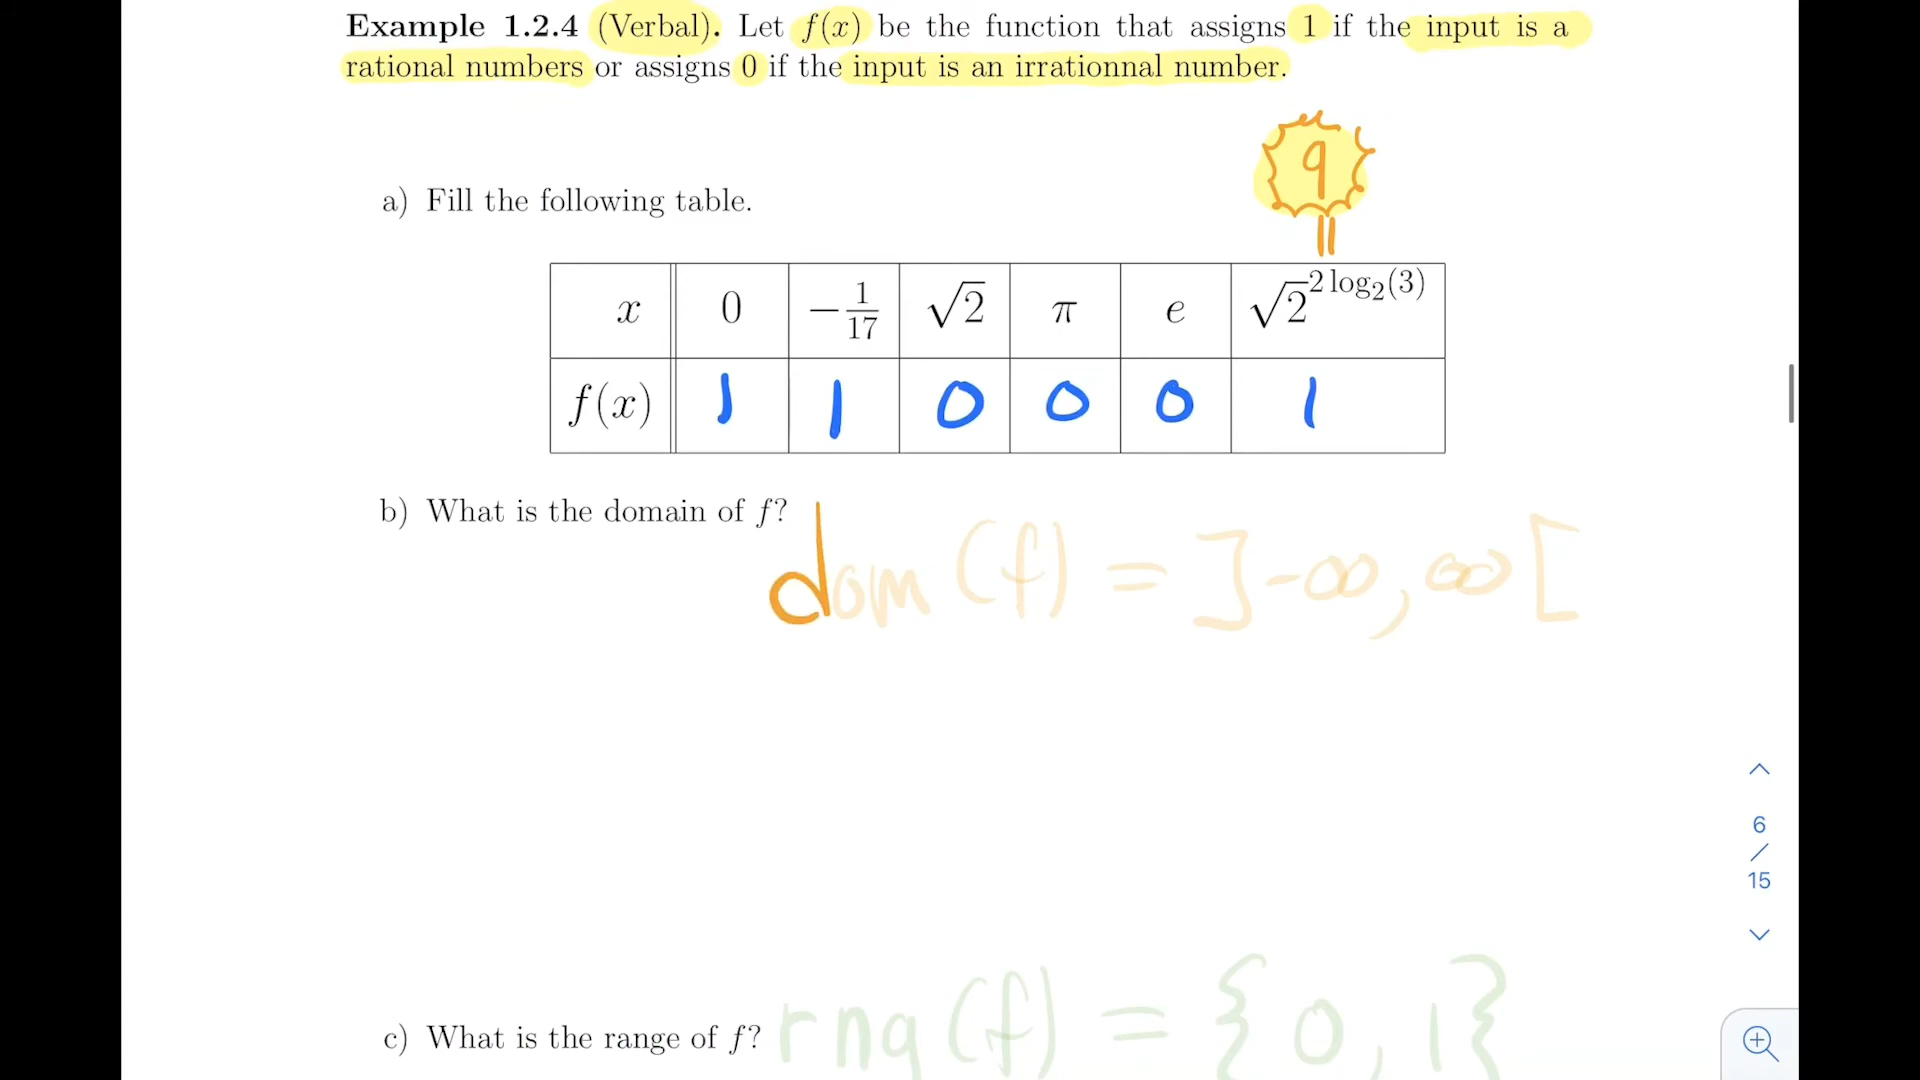 Example 1.2.4 (Verbal). Let f(x) be the function that assigns 1 if the input is a
rational numbers or assigns 0 if the input is an irrationnal number.
9
||
a) Fill the following table.
x 0 −1/17 √2 π e √2^{2 log₂(3)}
f(x) 1 1 0 0 0 1
b) What is the domain of f?
dom (f) = ]-∞, ∞[
6
/
15
c) What is the range of f? rng (f) = {0, 1}